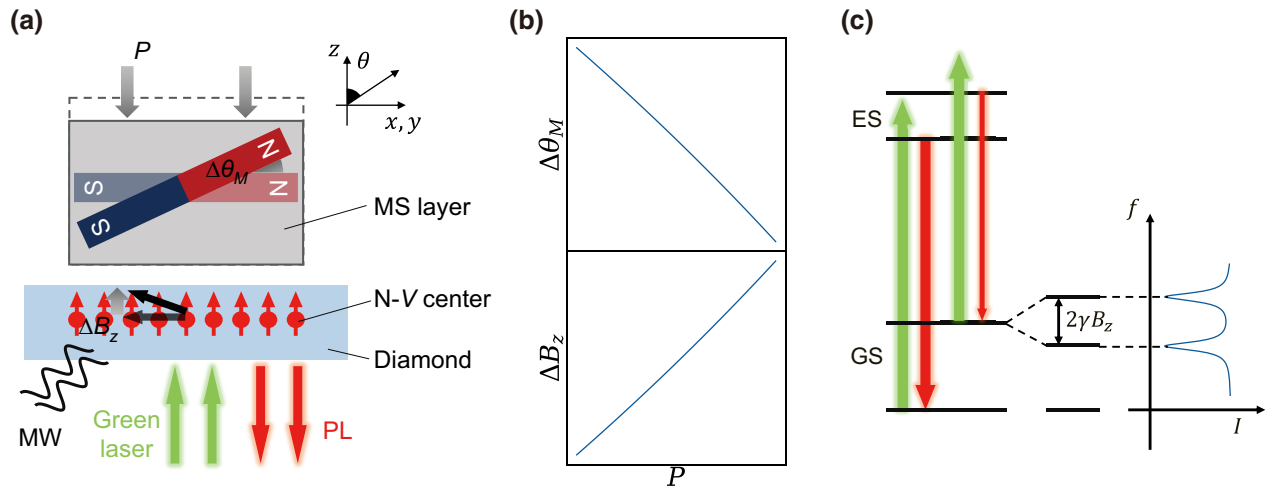 (a)
P
z
θ
x, y
N
Δθ_M
S
N
S
MS layer
N-V center
ΔB_z
Diamond
MW
Green
laser
PL
(b)
Δθ_M
ΔB_z
P
(c)
ES
GS
2γB_z
f
I